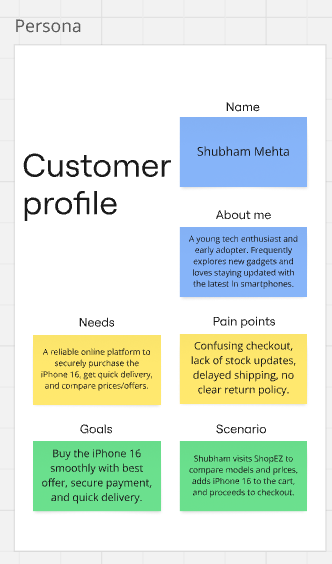 Persona
Name
Shubham Mehta
Customer
profile
About me
A young tech enthusiast and
early adopter. Frequently
explores new gadgets and
loves staying updated with
the latest in smartphones.
Needs
A reliable online platform to
securely purchase the
iPhone 16, get quick delivery,
and compare prices/offers.
Pain points
Confusing checkout,
lack of stock updates,
delayed shipping, no
clear return policy.
Goals
Buy the iPhone 16
smoothly with best
offer, secure payment,
and quick delivery.
Scenario
Shubham visits ShopEZ to
compare models and prices,
adds iPhone 16 to the cart,
and proceeds to checkout.